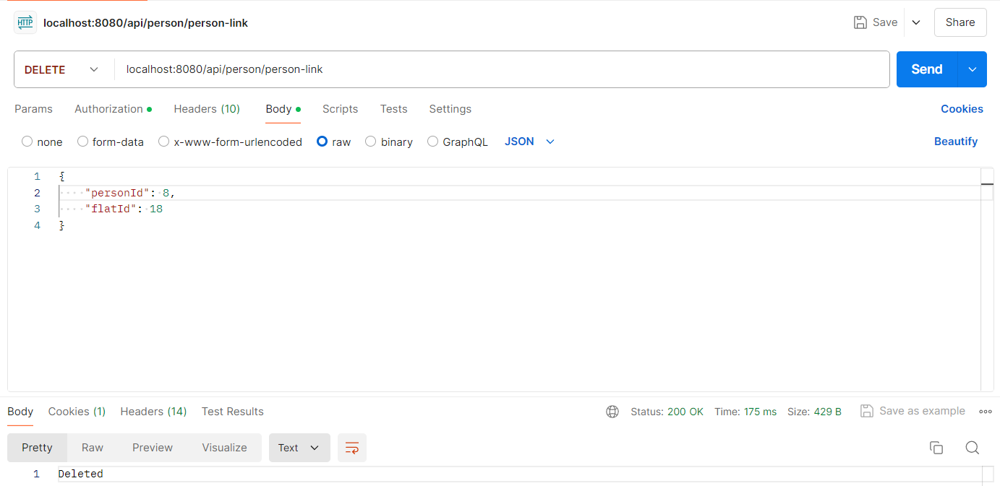 HTTP localhost:8080/api/person/person-link Save Share
DELETE localhost:8080/api/person/person-link Send
Params Authorization Headers (10) Body Scripts Tests Settings Cookies
none form-data x-www-form-urlencoded raw binary GraphQL JSON Beautify
1 {
2 "personId": 8,
3 "flatId": 18
4 }
Body Cookies (1) Headers (14) Test Results Status: 200 OK Time: 175 ms Size: 429 B Save as example
Pretty Raw Preview Visualize Text
1 Deleted